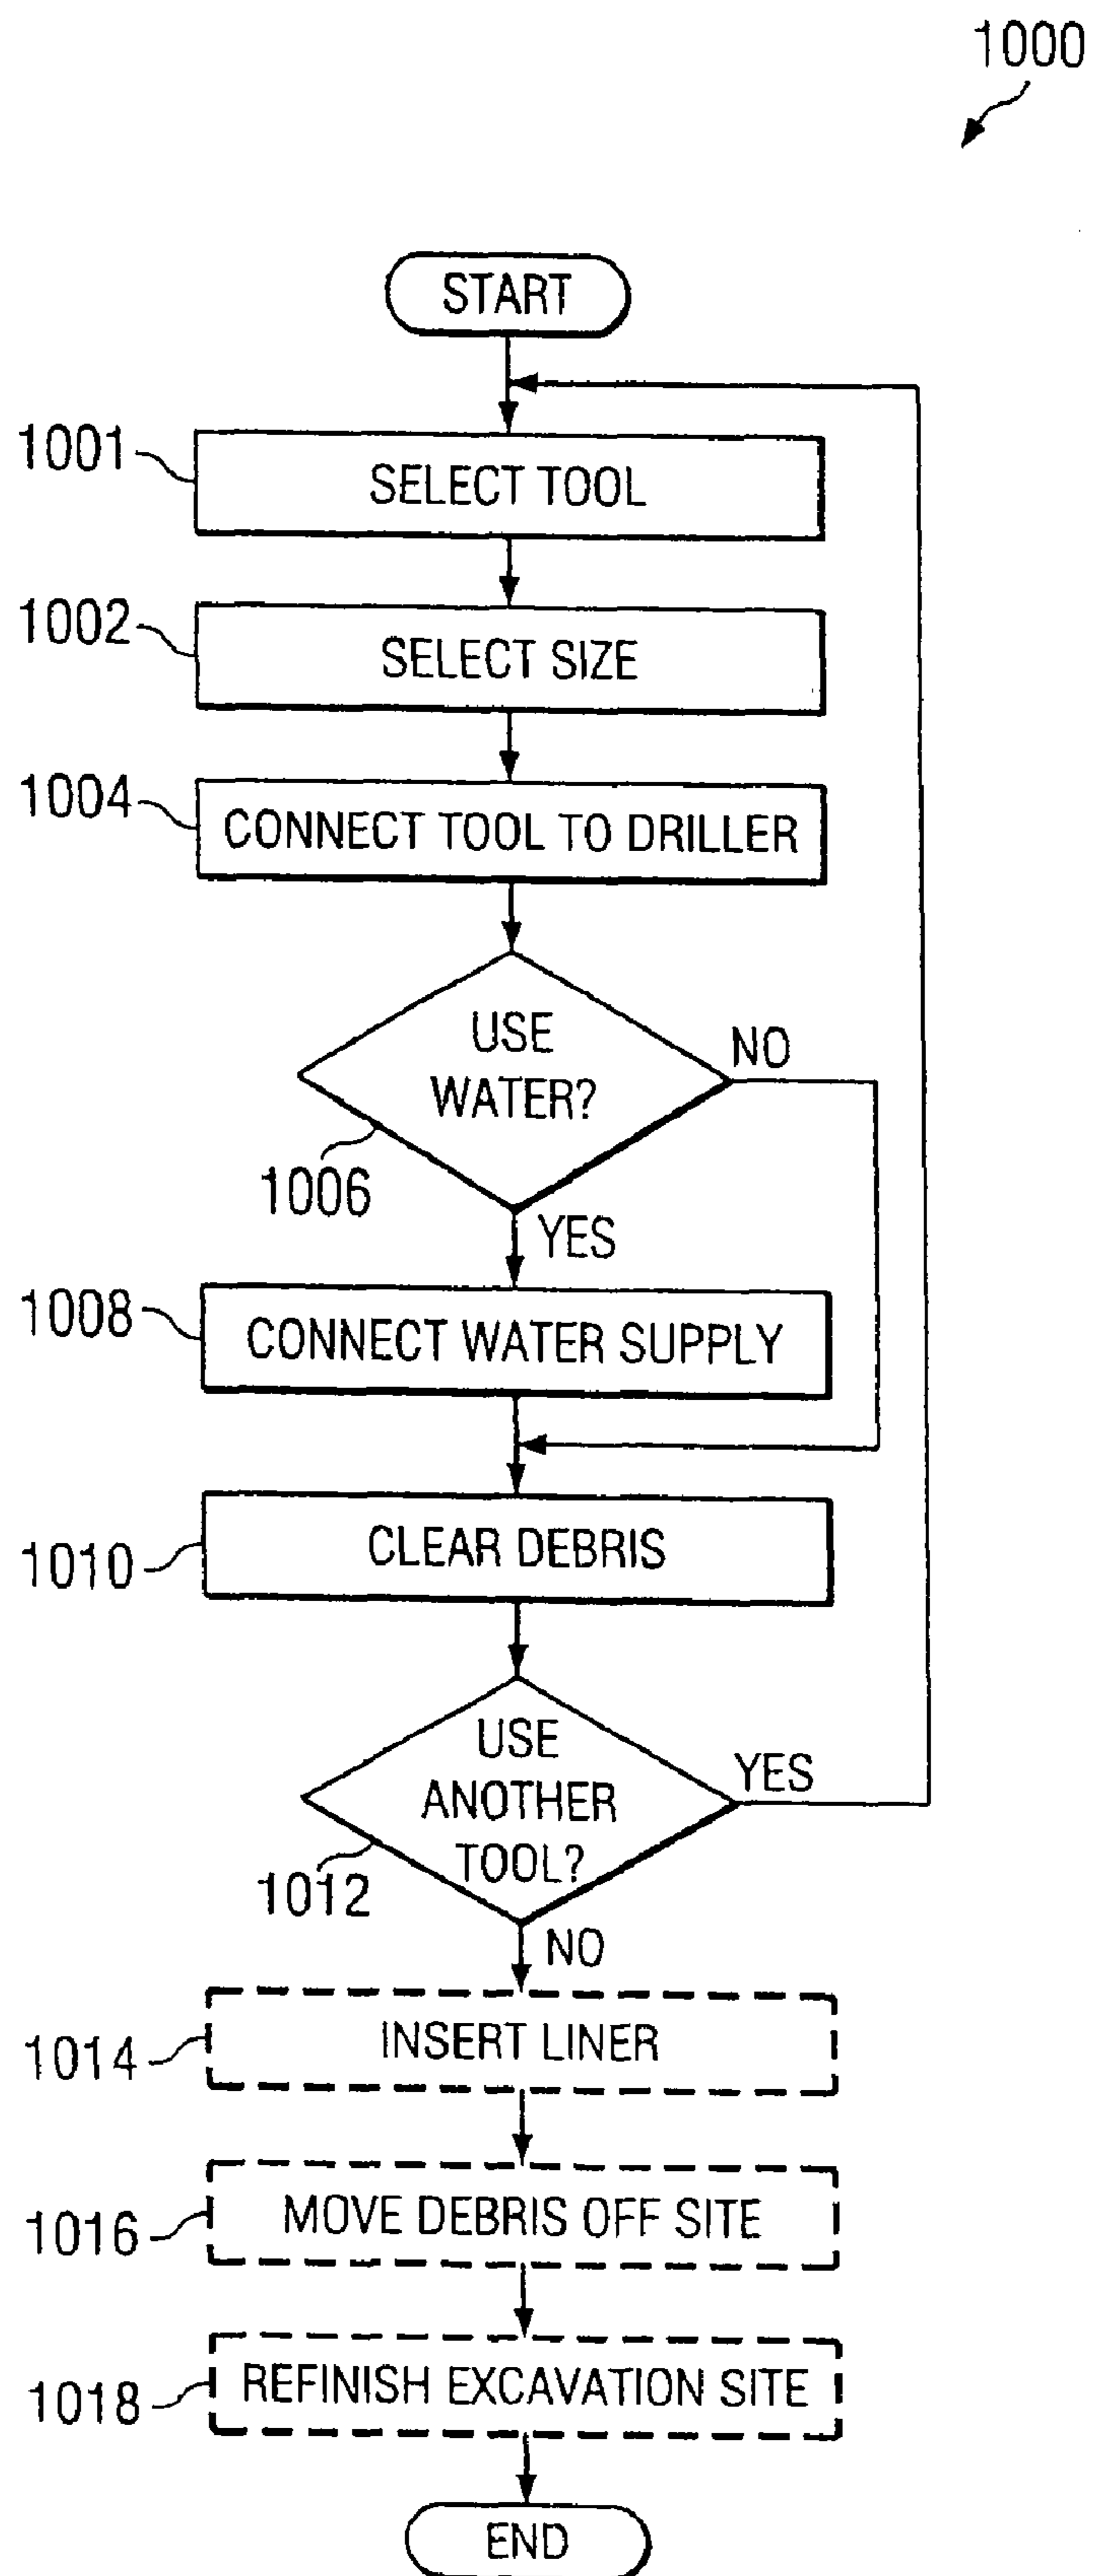 1000
START
1001
SELECT TOOL
1002
SELECT SIZE
1004
CONNECT TOOL TO DRILLER
USE
WATER?
NO
1006
YES
1008
CONNECT WATER SUPPLY
1010
CLEAR DEBRIS
USE
ANOTHER
TOOL?
YES
1012
NO
1014
INSERT LINER
1016
MOVE DEBRIS OFF SITE
1018
REFINISH EXCAVATION SITE
END